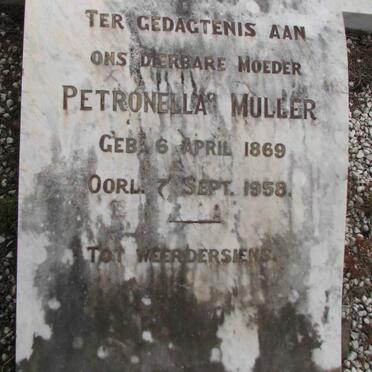 TER GEDAGTENIS AAN
ONS DIERBARE MOEDER
PETRONELLA MULLER
GEB. 6 APRIL 1869
OORL. 7 SEPT. 1958.
TOT WEERDERSIENS.